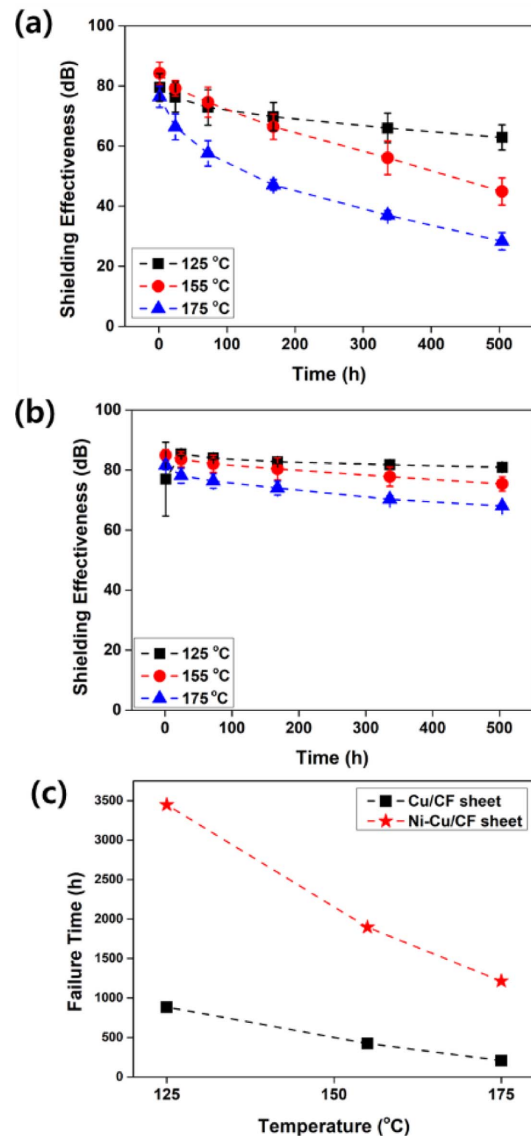 (a)
100
80
60
40
20
0
Shielding Effectiveness (dB)
125 °C
155 °C
175 °C
0 100 200 300 400 500
Time (h)
(b)
100
80
60
40
20
0
Shielding Effectiveness (dB)
125 °C
155 °C
175 °C
0 100 200 300 400 500
Time (h)
(c)
3500
3000
2500
2000
1500
1000
500
0
Failure Time (h)
Cu/CF sheet
Ni-Cu/CF sheet
125 150 175
Temperature (°C)